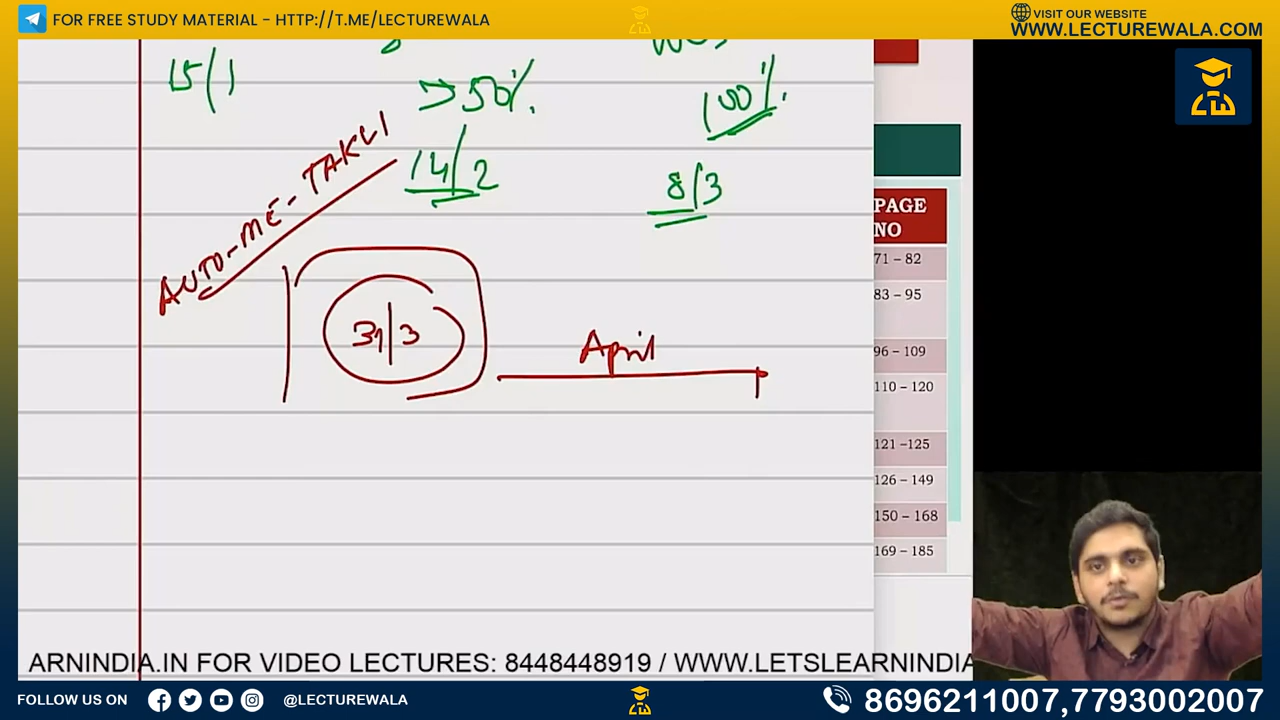 FOR FREE STUDY MATERIAL - HTTP://T.ME/LECTUREWALA
VISIT OUR WEBSITE
WWW.LECTUREWALA.COM
15/1
>50%.
100%.
14/2
8/3
AUTO-ME-TAKLI
31/3
April
PAGE
NO
71 – 82
83 – 95
96 – 109
110 – 120
121 –125
126 – 149
150 – 168
169 – 185
ARNINDIA.IN FOR VIDEO LECTURES: 8448448919 / WWW.LETSLEARNINDIA
FOLLOW US ON
@LECTUREWALA
8696211007,7793002007